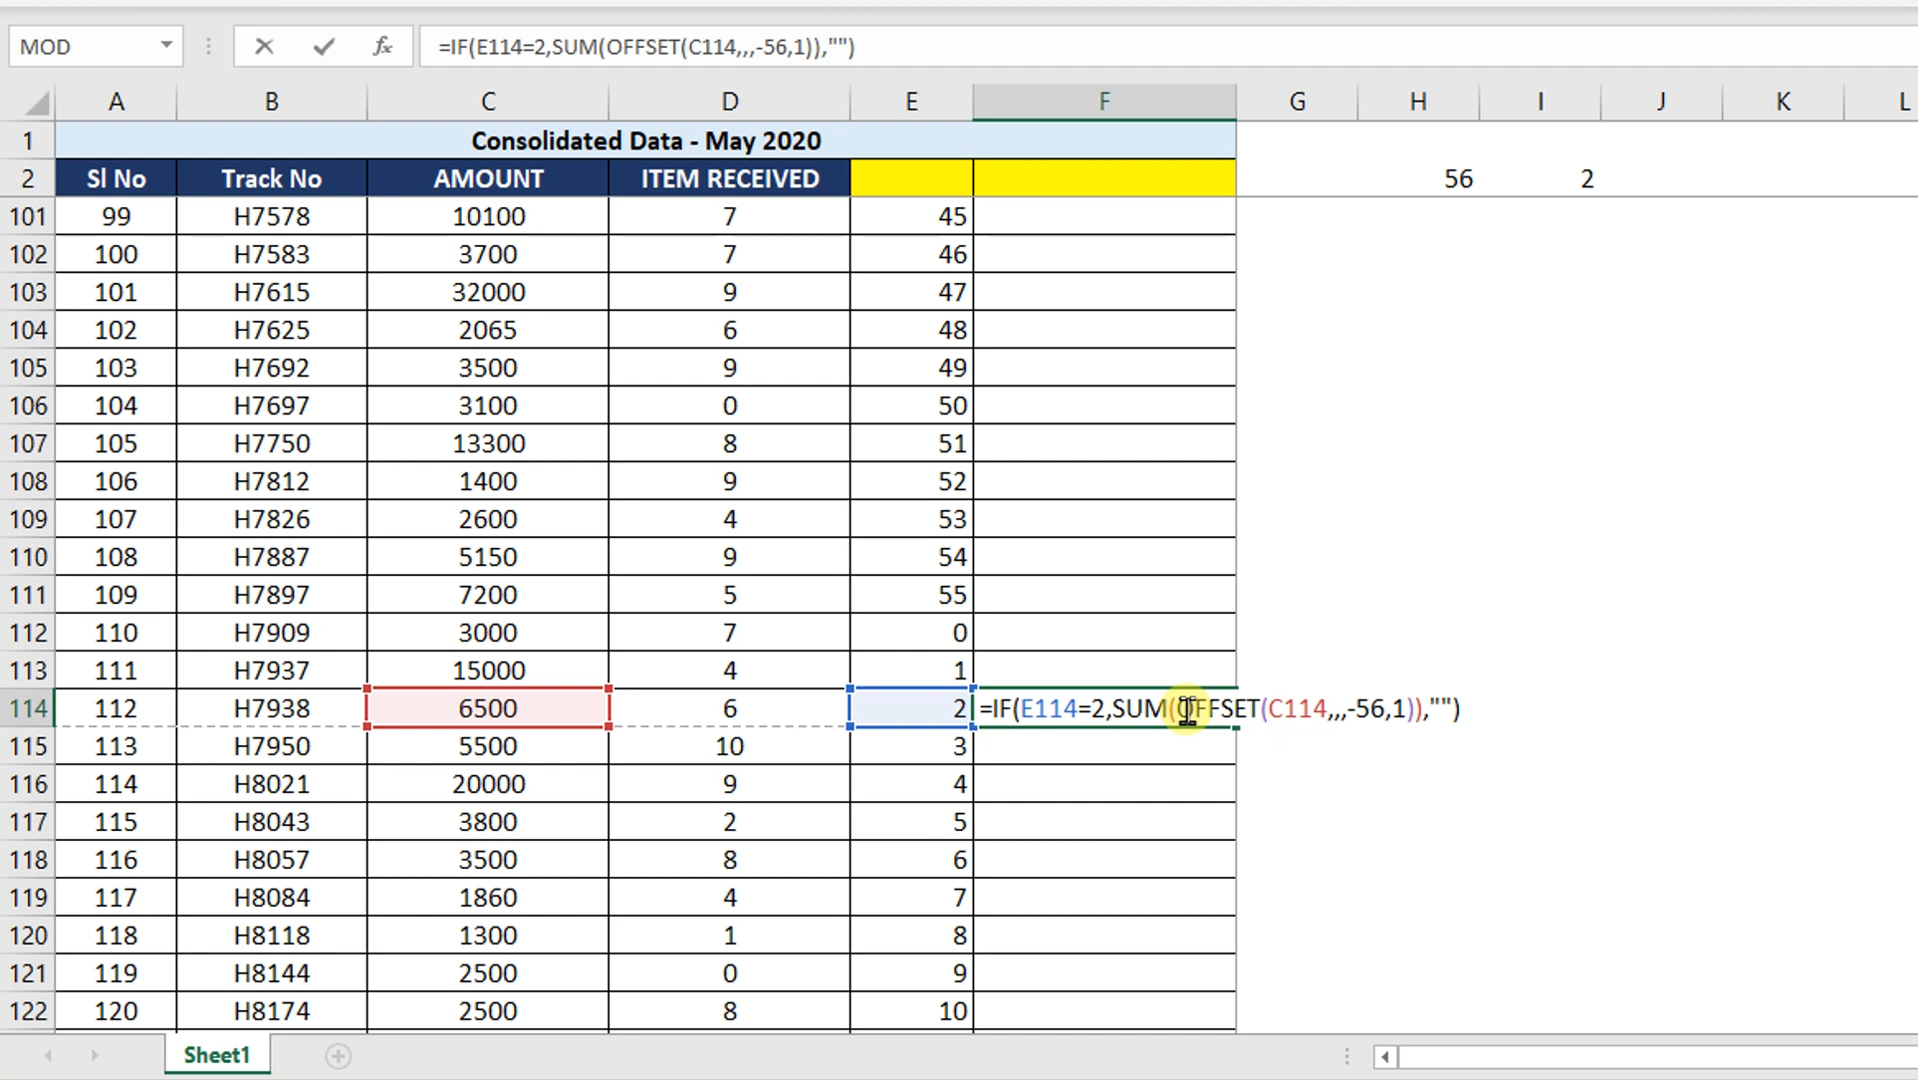 MOD fx =IF(E114=2,SUM(OFFSET(C114,,,-56,1)),"")
A B C D E F G H I J K L
1 Consolidated Data - May 2020
2 Sl No Track No AMOUNT ITEM RECEIVED 56 2
101 99 H7578 10100 7 45
102 100 H7583 3700 7 46
103 101 H7615 32000 9 47
104 102 H7625 2065 6 48
105 103 H7692 3500 9 49
106 104 H7697 3100 0 50
107 105 H7750 13300 8 51
108 106 H7812 1400 9 52
109 107 H7826 2600 4 53
110 108 H7887 5150 9 54
111 109 H7897 7200 5 55
112 110 H7909 3000 7 0
113 111 H7937 15000 4 1
114 112 H7938 6500 6 2 =IF(E114=2,SUM(OFFSET(C114,,,-56,1)),"")
115 113 H7950 5500 10 3
116 114 H8021 20000 9 4
117 115 H8043 3800 2 5
118 116 H8057 3500 8 6
119 117 H8084 1860 4 7
120 118 H8118 1300 1 8
121 119 H8144 2500 0 9
122 120 H8174 2500 8 10
Sheet1